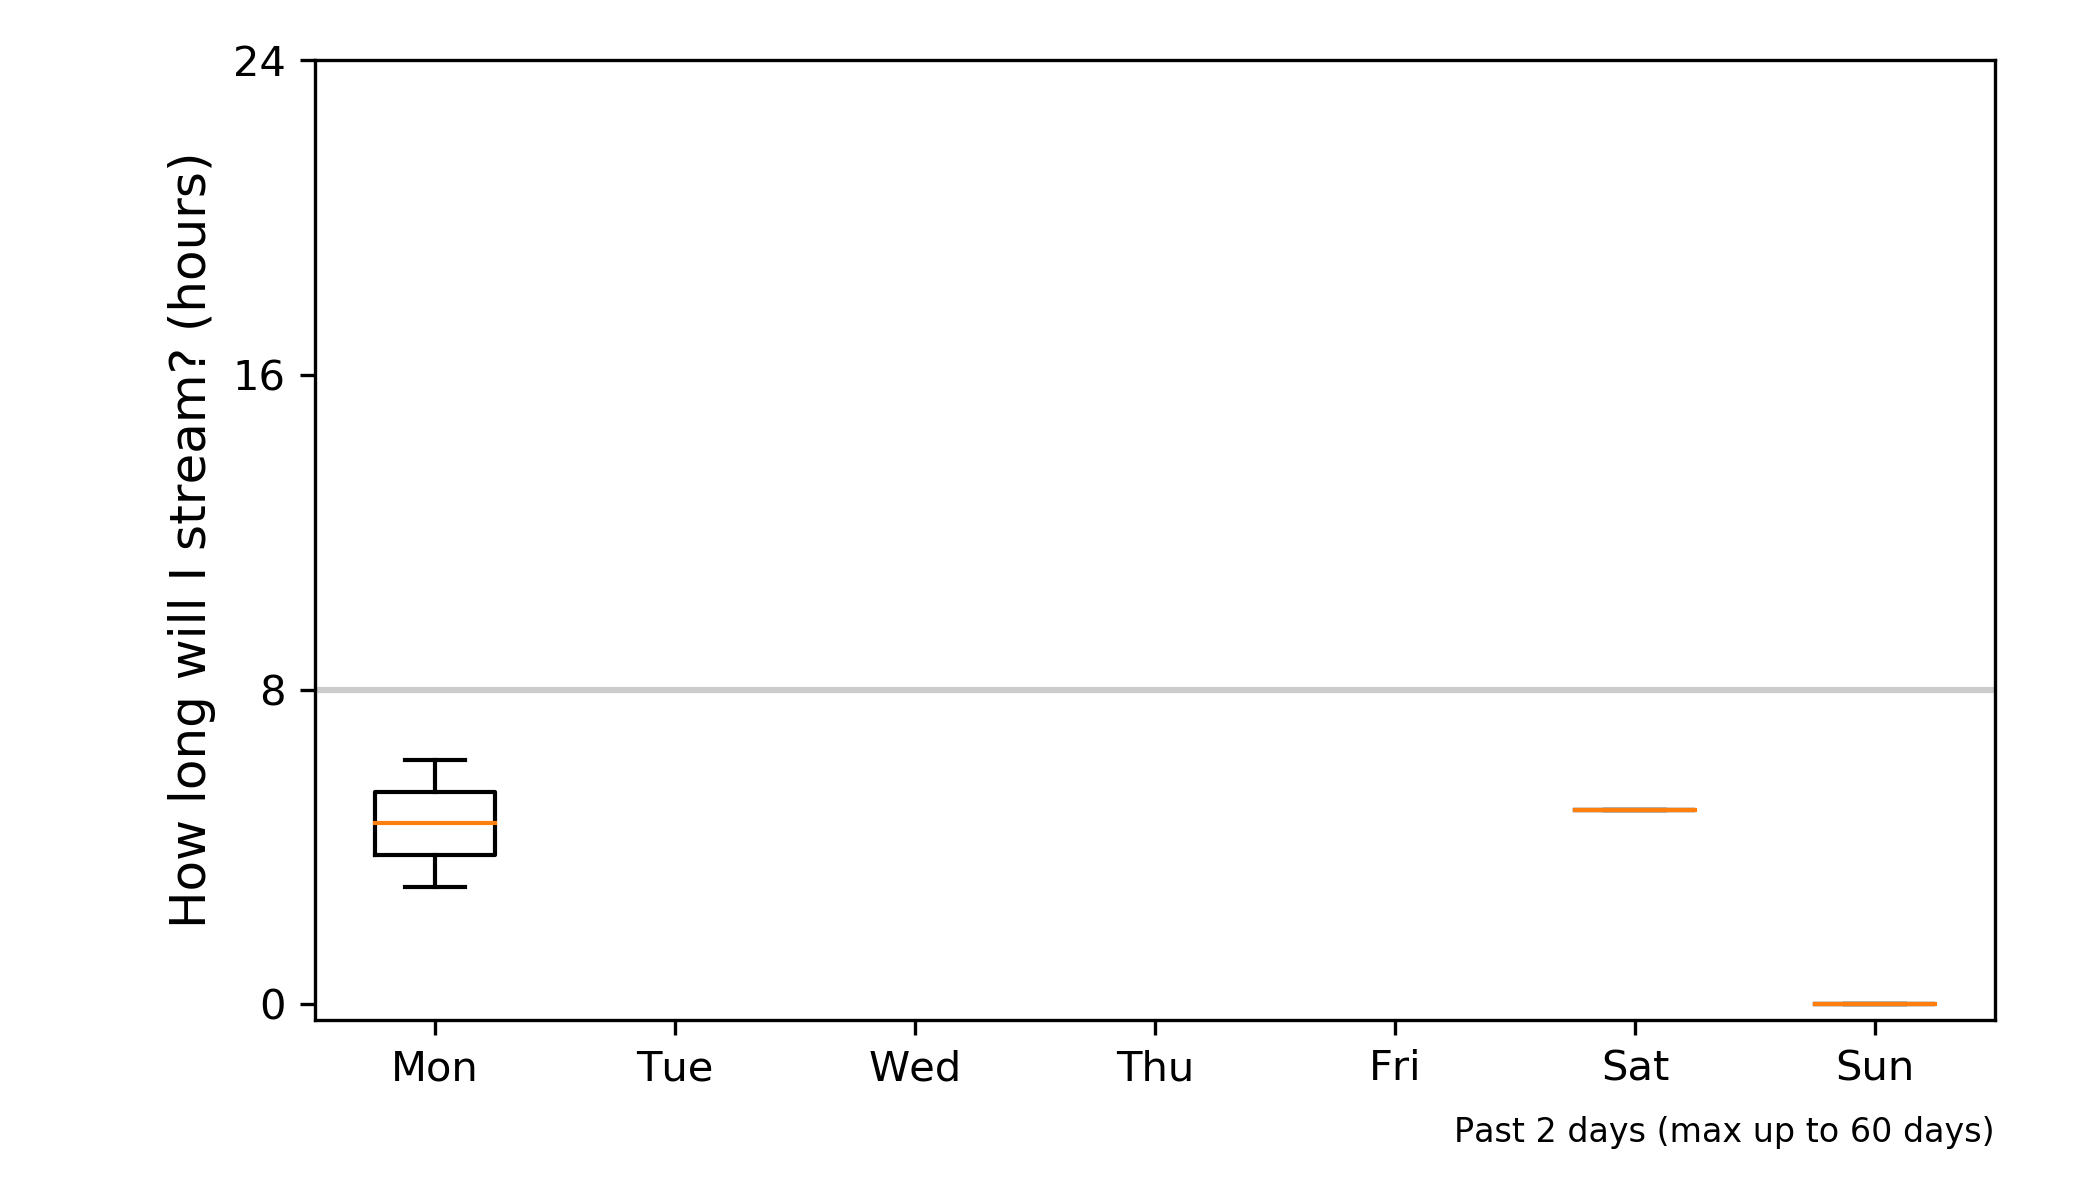 How long will I stream? (hours)
24
16
8
0
Mon Tue Wed Thu Fri Sat Sun
Past 2 days (max up to 60 days)